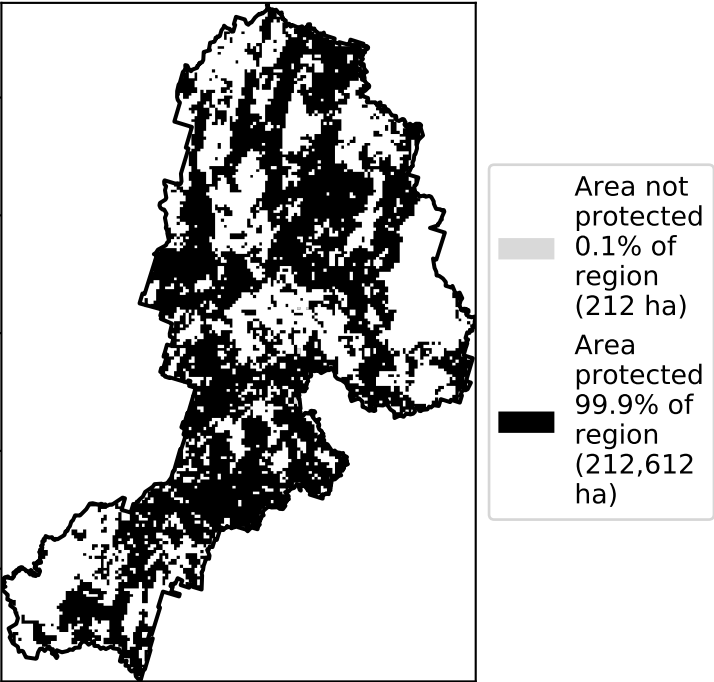 Area not
protected
0.1% of
region
(212 ha)
Area
protected
99.9% of
region
(212,612
ha)